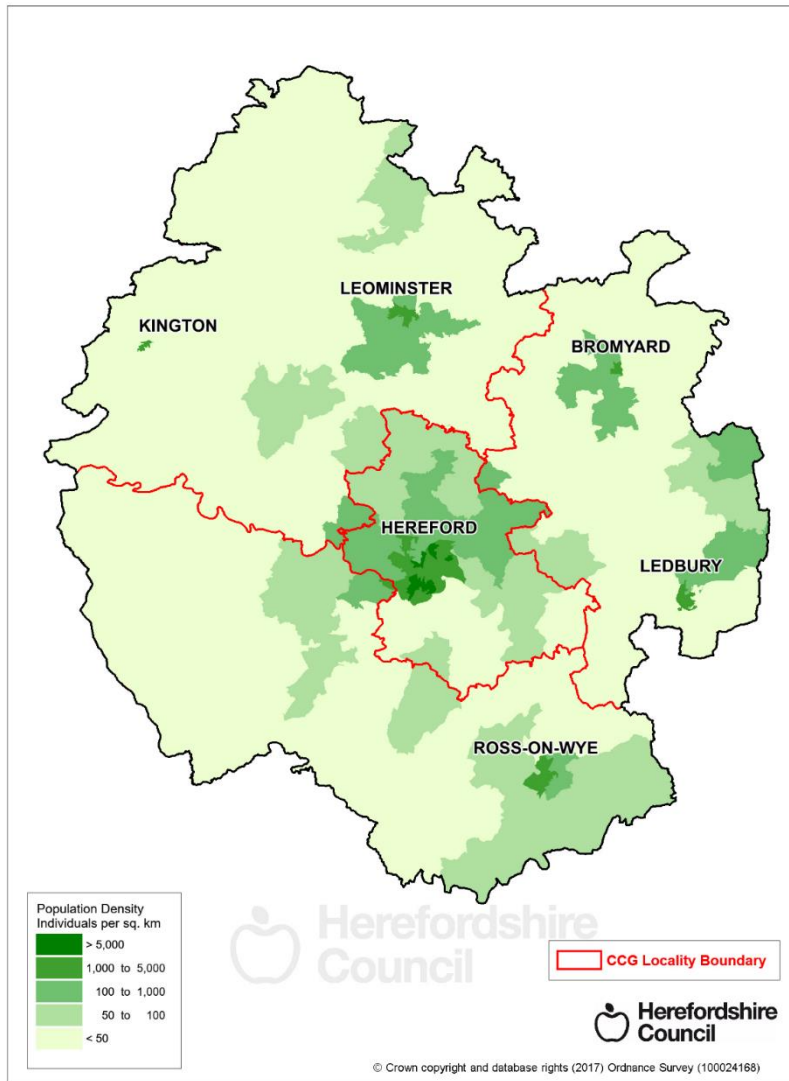 LEOMINSTER
KINGTON
BROMYARD
HEREFORD
LEDBURY
ROSS-ON-WYE
Population Density
Individuals per sq. km
> 5,000
1,000 to 5,000
100 to 1,000
50 to 100
< 50
Herefordshire
Council
CCG Locality Boundary
Herefordshire
Council
© Crown copyright and database rights (2017) Ordnance Survey (100024168)